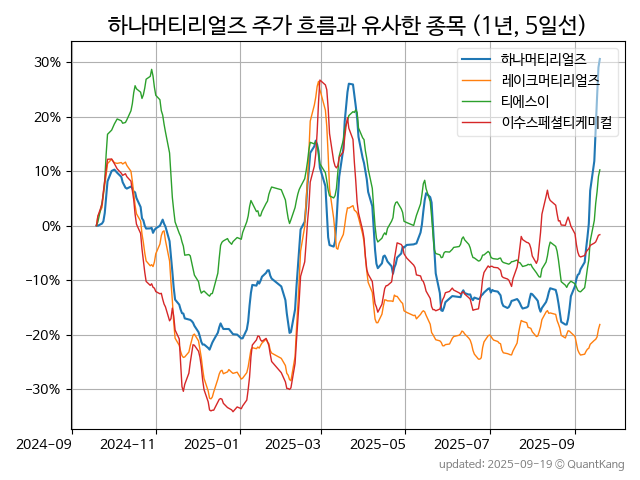 하나머티리얼즈 주가 흐름과 유사한 종목 (1년, 5일선)
하나머티리얼즈
레이크머티리얼즈
티에스이
이수스페셜티케미컬
30%
20%
10%
0%
−10%
−20%
−30%
2024-09
2024-11
2025-01
2025-03
2025-05
2025-07
2025-09
updated: 2025-09-19 © QuantKang